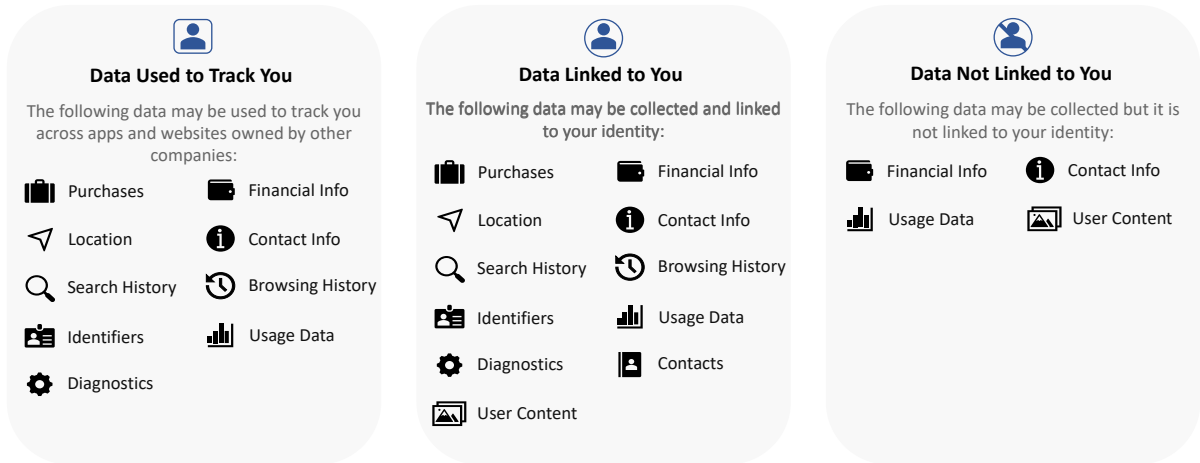 Data Used to Track You
The following data may be used to track you
across apps and websites owned by other
companies:
Purchases
Financial Info
Location
Contact Info
Search History
Browsing History
Identifiers
Usage Data
Diagnostics
Data Linked to You
The following data may be collected and linked
to your identity:
Purchases
Financial Info
Location
Contact Info
Search History
Browsing History
Identifiers
Usage Data
Diagnostics
Contacts
User Content
Data Not Linked to You
The following data may be collected but it is
not linked to your identity:
Financial Info
Contact Info
Usage Data
User Content